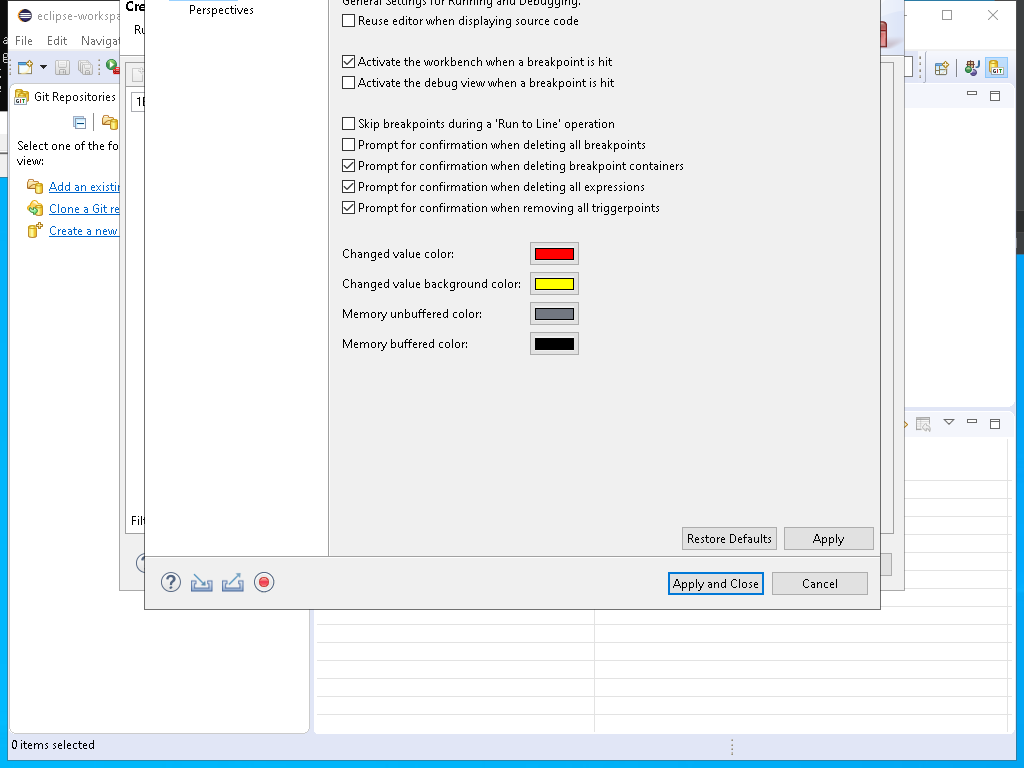 eclipse-workspa
File Edit Navigat
Git Repositories
Select one of the fo
view:
Add an existin
Clone a Git re
Create a new
Cre
Ru
Filt
Perspectives
General Settings for Running and Debugging.
Reuse editor when displaying source code
Activate the workbench when a breakpoint is hit
Activate the debug view when a breakpoint is hit
Skip breakpoints during a 'Run to Line' operation
Prompt for confirmation when deleting all breakpoints
Prompt for confirmation when deleting breakpoint containers
Prompt for confirmation when deleting all expressions
Prompt for confirmation when removing all triggerpoints
Changed value color:
Changed value background color:
Memory unbuffered color:
Memory buffered color:
Restore Defaults Apply
Apply and Close Cancel
0 items selected